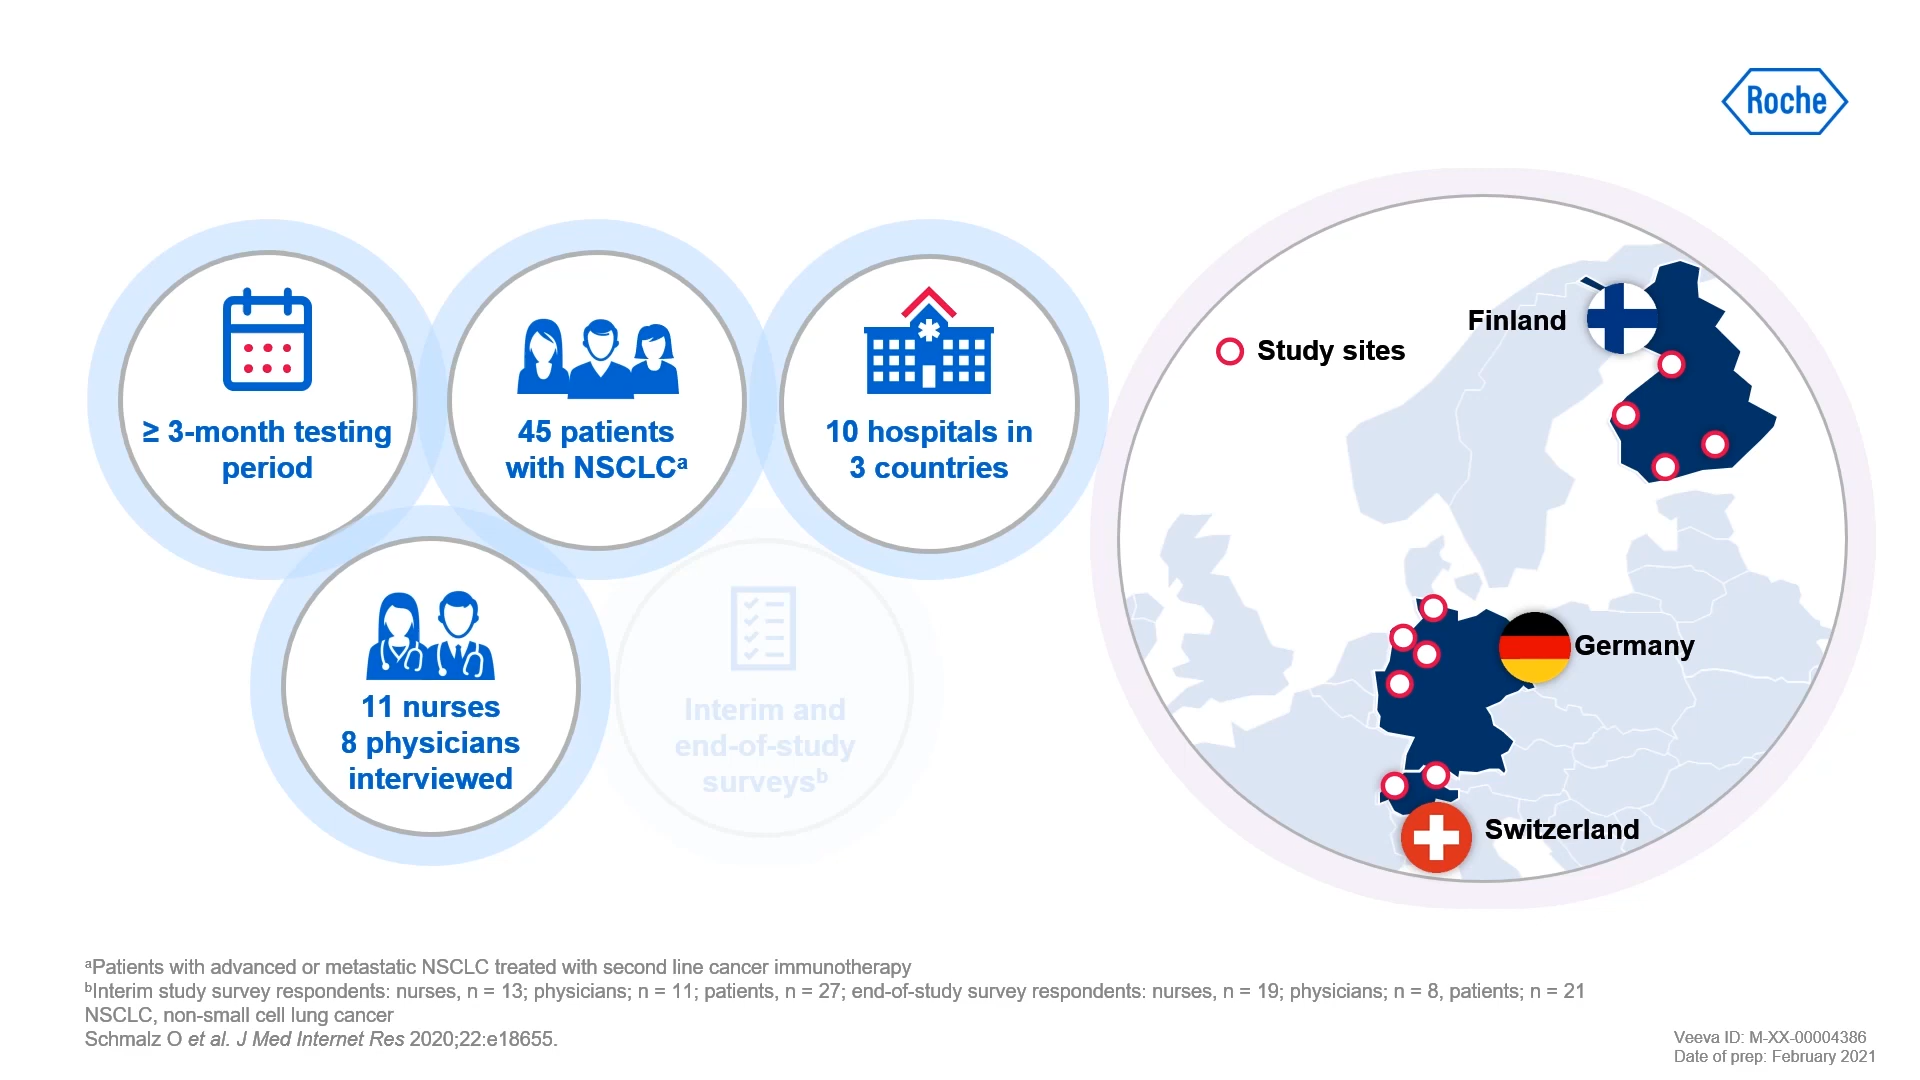 Roche
≥ 3-month testing
period
45 patients
with NSCLCᵃ
10 hospitals in
3 countries
11 nurses
8 physicians
interviewed
Interim and
end-of-study
surveysᵇ
Study sites
Finland
Germany
Switzerland
ᵃPatients with advanced or metastatic NSCLC treated with second line cancer immunotherapy
ᵇInterim study survey respondents: nurses, n = 13; physicians; n = 11; patients, n = 27; end-of-study survey respondents: nurses, n = 19; physicians; n = 8, patients; n = 21
NSCLC, non-small cell lung cancer
Schmalz O et al. J Med Internet Res 2020;22:e18655.
Veeva ID: M-XX-00004386
Date of prep: February 2021